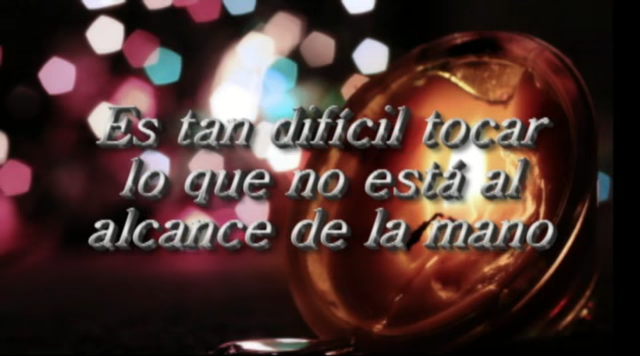 Es tan difícil tocar
lo que no está al
alcance de la mano